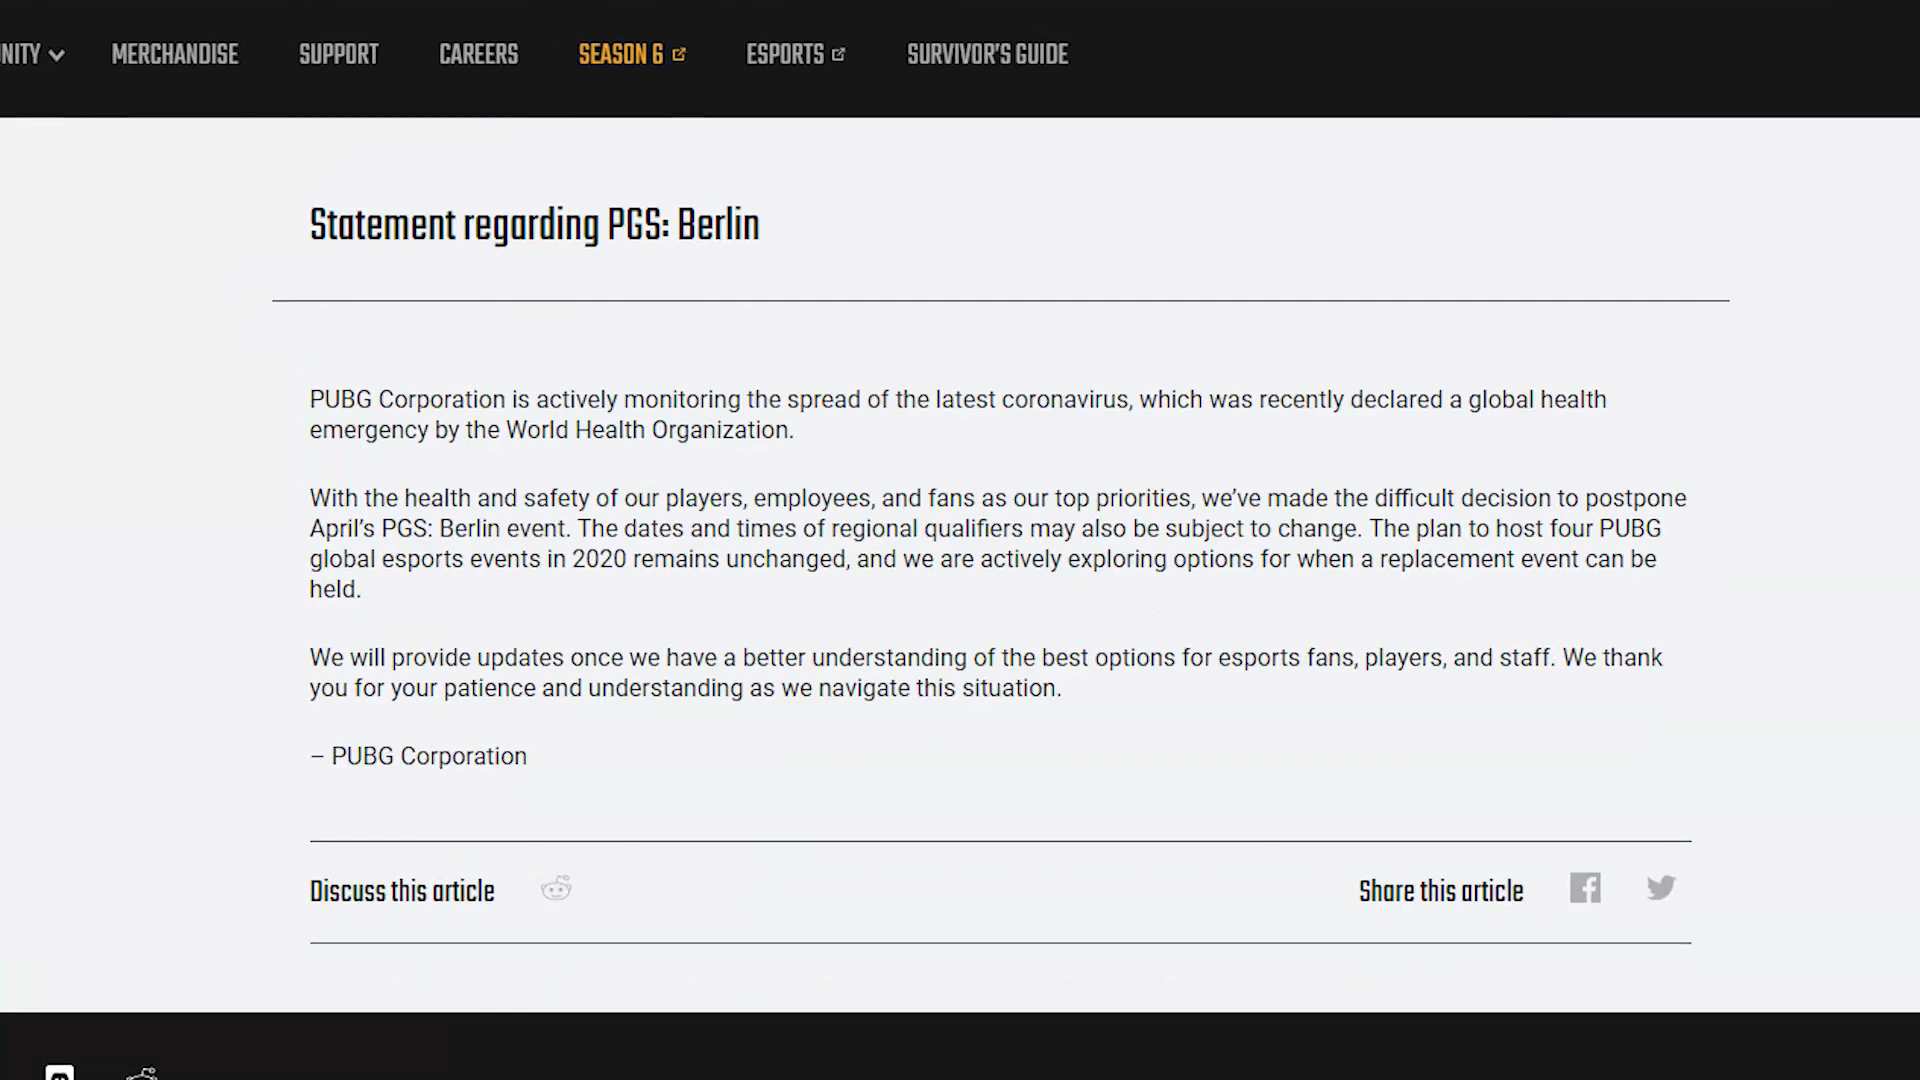 NITY
MERCHANDISE
SUPPORT
CAREERS
SEASON 6
ESPORTS
SURVIVOR'S GUIDE
Statement regarding PGS: Berlin
PUBG Corporation is actively monitoring the spread of the latest coronavirus, which was recently declared a global health
emergency by the World Health Organization.
With the health and safety of our players, employees, and fans as our top priorities, we’ve made the difficult decision to postpone
April’s PGS: Berlin event. The dates and times of regional qualifiers may also be subject to change. The plan to host four PUBG
global esports events in 2020 remains unchanged, and we are actively exploring options for when a replacement event can be
held.
We will provide updates once we have a better understanding of the best options for esports fans, players, and staff. We thank
you for your patience and understanding as we navigate this situation.
– PUBG Corporation
Discuss this article
Share this article